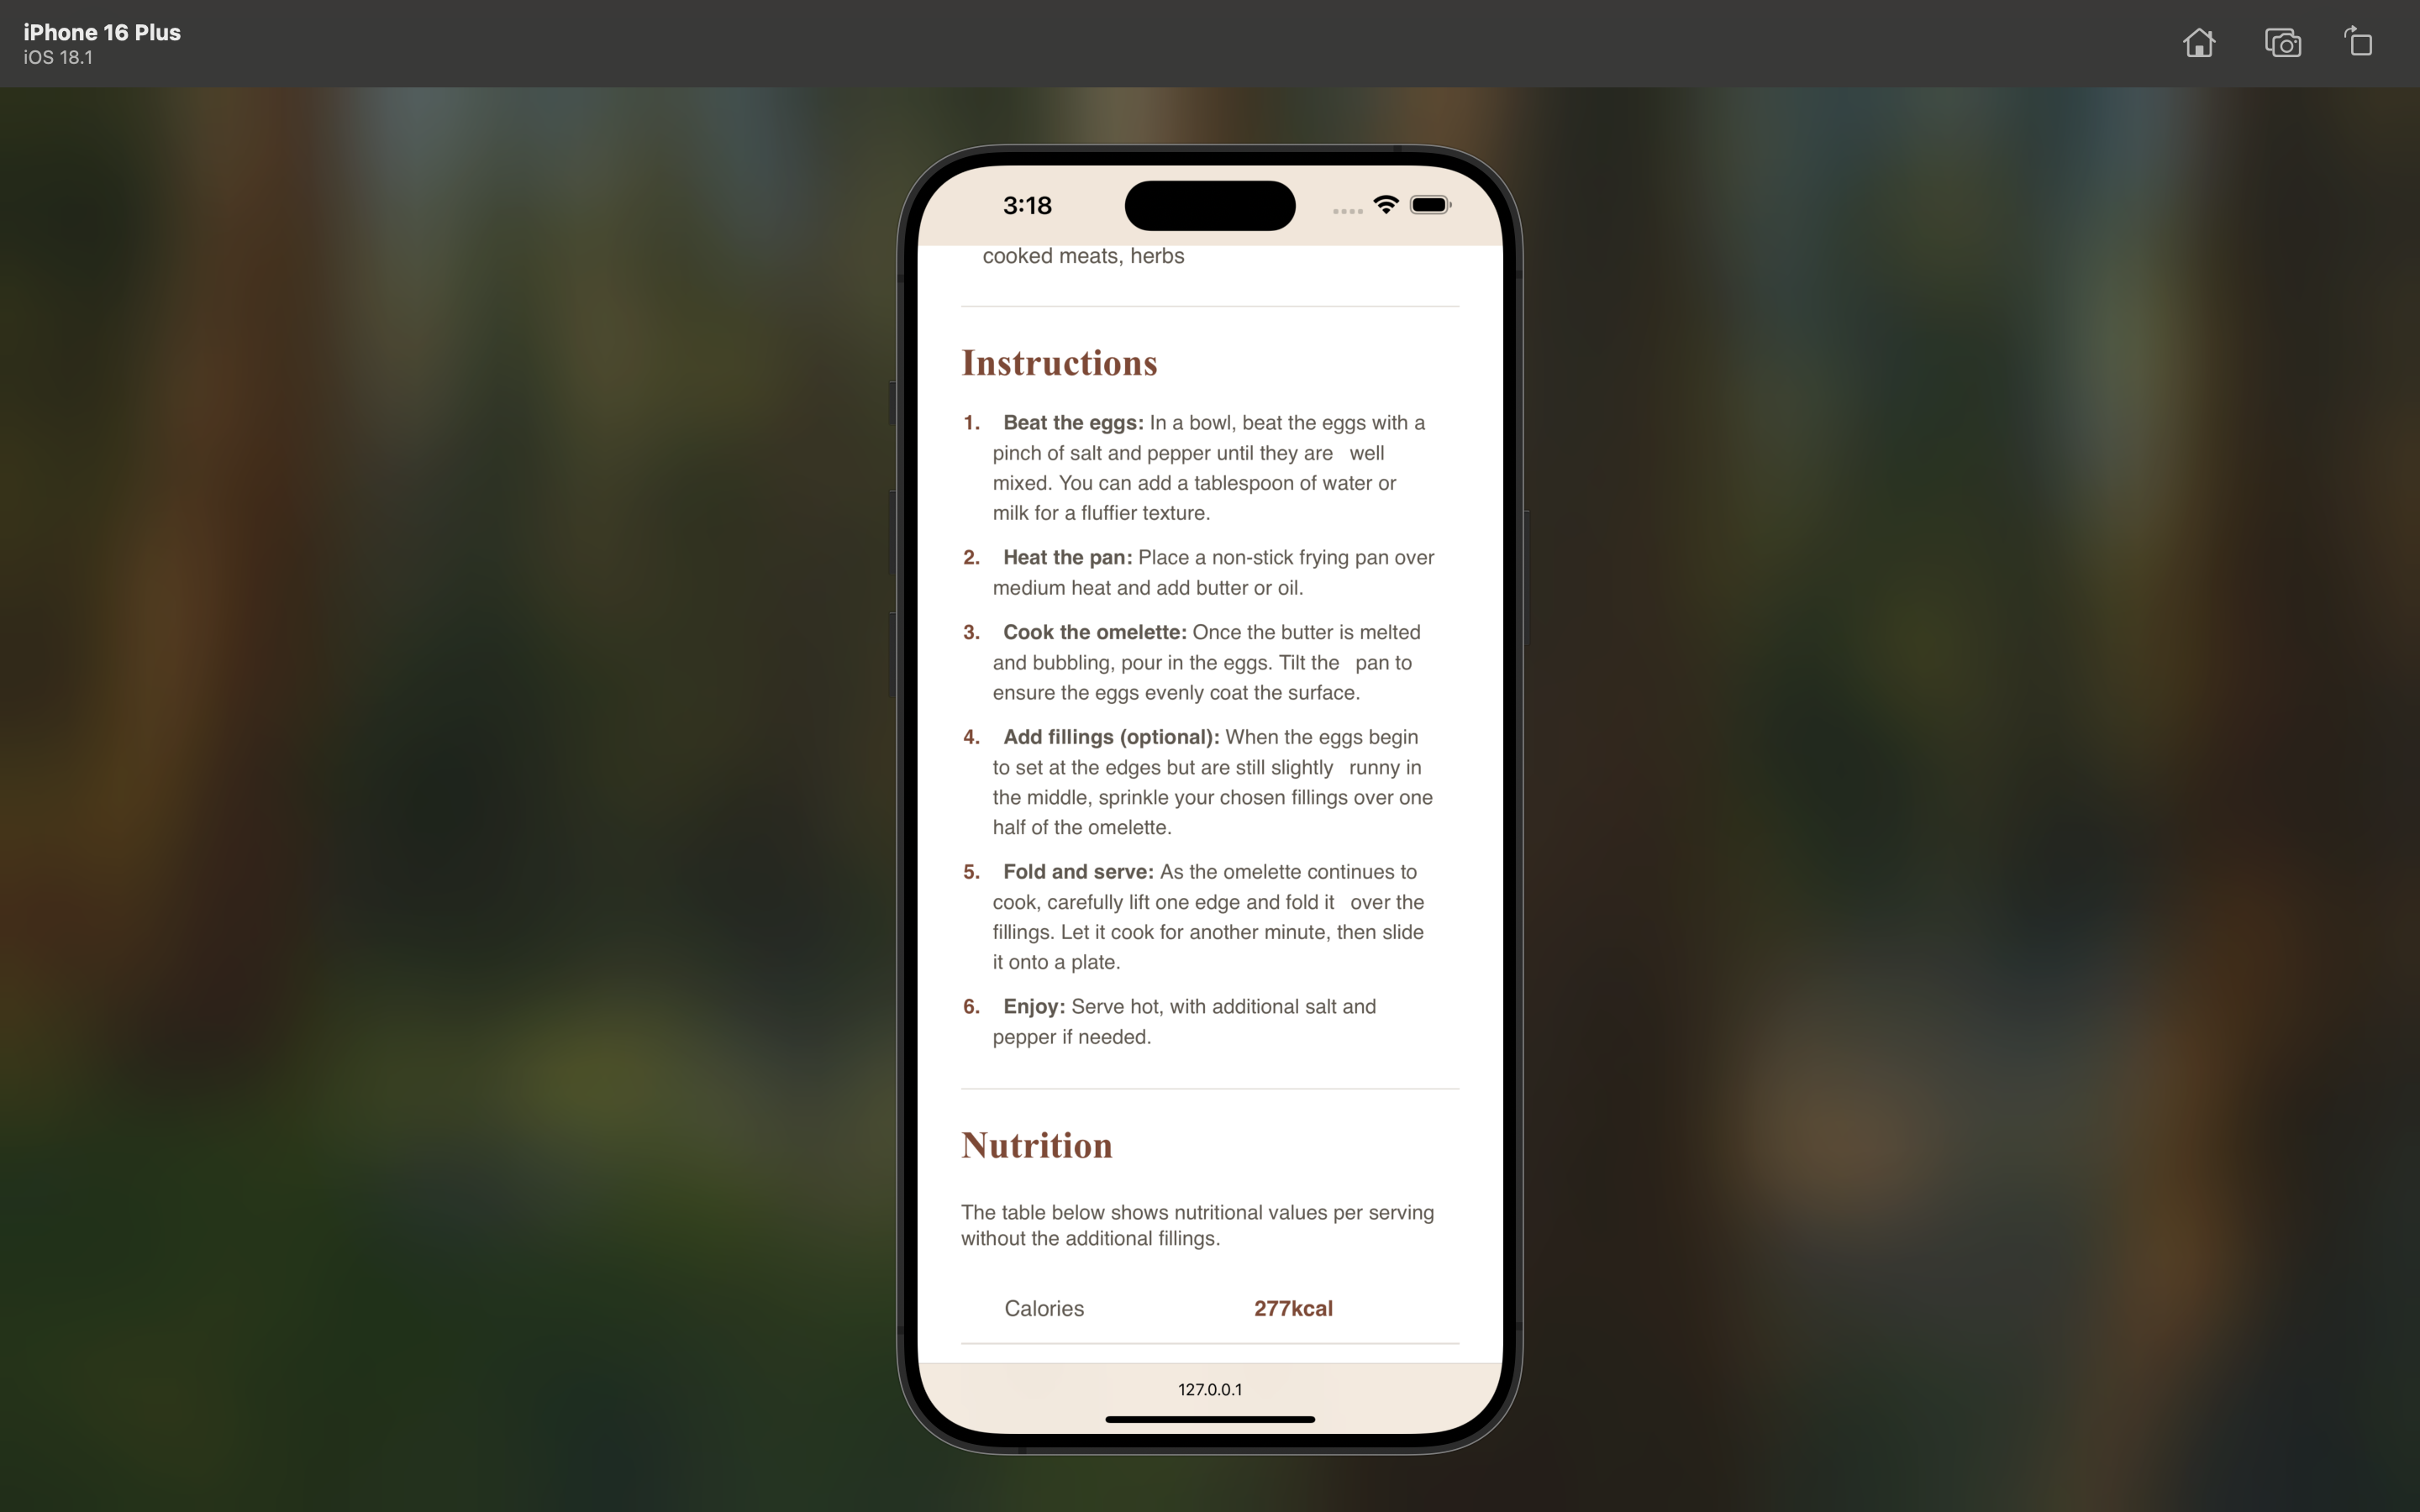 iPhone 16 Plus
iOS 18.1
3:18
cooked meats, herbs
Instructions
1. Beat the eggs: In a bowl, beat the eggs with a
pinch of salt and pepper until they are well
mixed. You can add a tablespoon of water or
milk for a fluffier texture.
2. Heat the pan: Place a non-stick frying pan over
medium heat and add butter or oil.
3. Cook the omelette: Once the butter is melted
and bubbling, pour in the eggs. Tilt the pan to
ensure the eggs evenly coat the surface.
4. Add fillings (optional): When the eggs begin
to set at the edges but are still slightly runny in
the middle, sprinkle your chosen fillings over one
half of the omelette.
5. Fold and serve: As the omelette continues to
cook, carefully lift one edge and fold it over the
fillings. Let it cook for another minute, then slide
it onto a plate.
6. Enjoy: Serve hot, with additional salt and
pepper if needed.
Nutrition
The table below shows nutritional values per serving
without the additional fillings.
Calories 277kcal
127.0.0.1